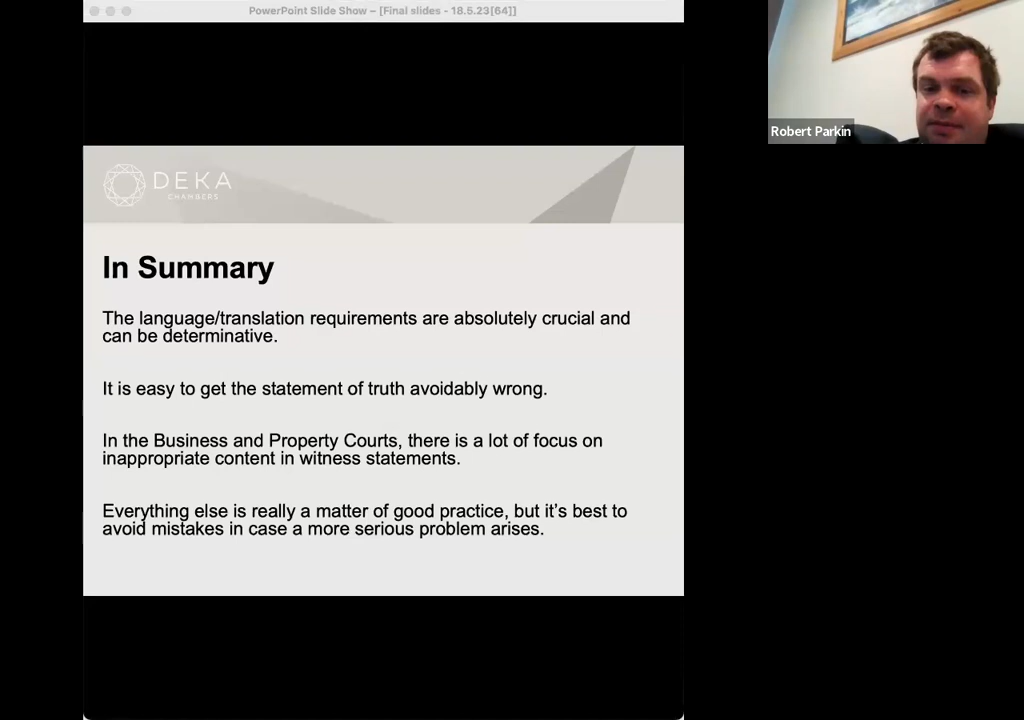 PowerPoint Slide Show – [Final slides - 18.5.23[64]]
DEKA
CHAMBERS
Robert Parkin
In Summary
The language/translation requirements are absolutely crucial and
can be determinative.
It is easy to get the statement of truth avoidably wrong.
In the Business and Property Courts, there is a lot of focus on
inappropriate content in witness statements.
Everything else is really a matter of good practice, but it’s best to
avoid mistakes in case a more serious problem arises.